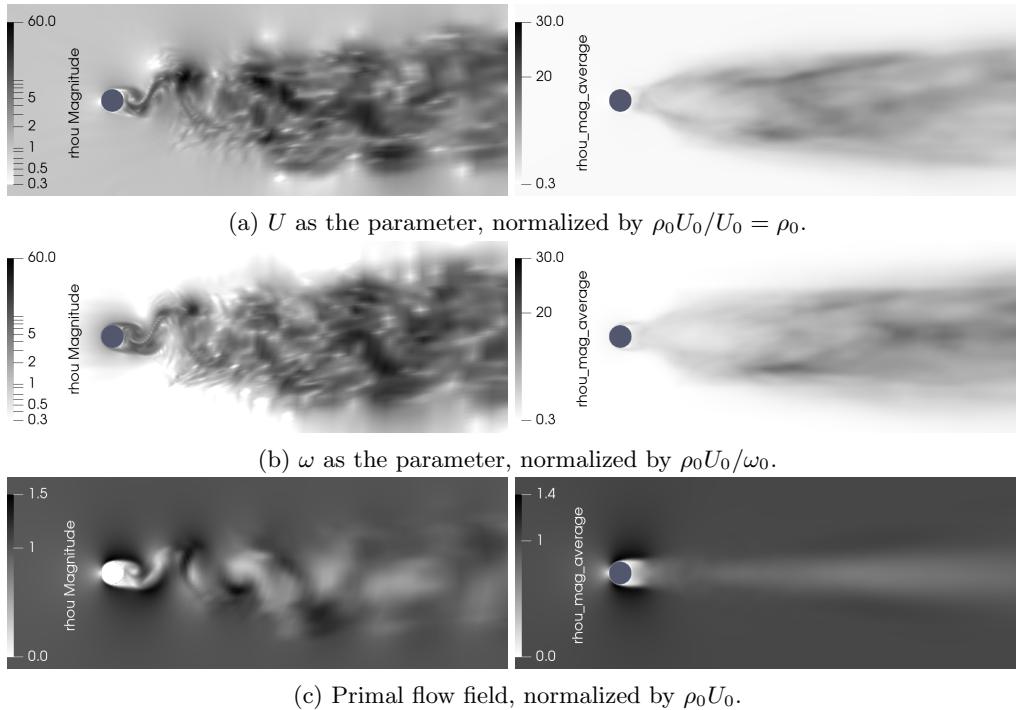 60.0
5
2
1
0.5
0.3
rhou Magnitude
30.0
20
0.3
rhou_mag_average
(a) U as the parameter, normalized by ρ₀U₀/U₀ = ρ₀.
60.0
5
2
1
0.5
0.3
rhou Magnitude
30.0
20
0.3
rhou_mag_average
(b) ω as the parameter, normalized by ρ₀U₀/ω₀.
1.5
1
0.0
rhou Magnitude
1.4
1
0.0
rhou_mag_average
(c) Primal flow field, normalized by ρ₀U₀.